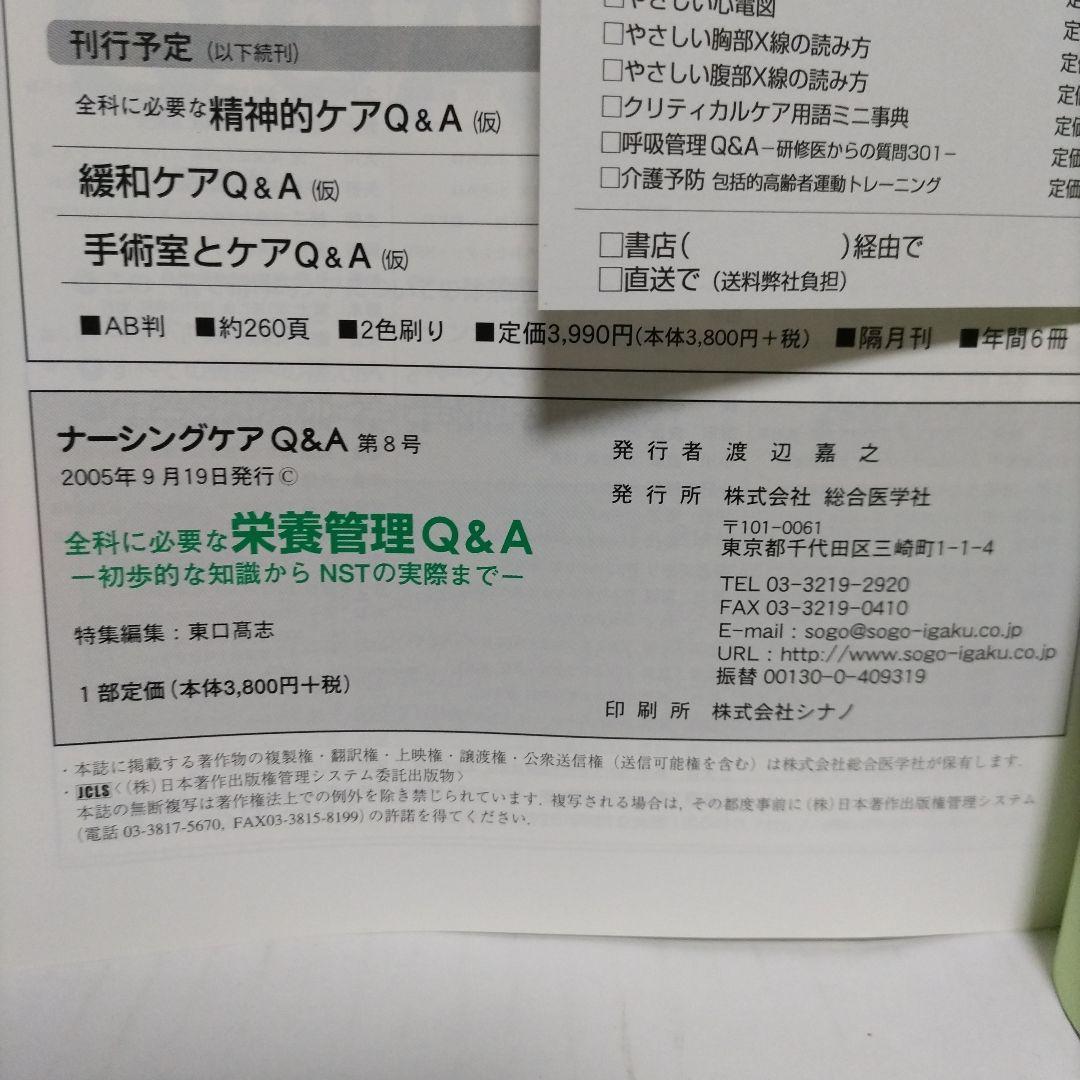 刊行予定 (以下続刊)
全科に必要な精神的ケアQ&A (仮)
緩和ケアQ&A (仮)
手術室とケアQ&A (仮)
■AB判 ■約260頁 ■2色刷り ■定価3,990円(本体3,800円+税) ■隔月刊 ■年間6冊
□やさしい心電図
□やさしい胸部X線の読み方
□やさしい腹部X線の読み方
□クリティカルケア用語ミニ事典
□呼吸管理Q&A−研修医からの質問301−
□介護予防 包括的高齢者運動トレーニング
□書店( )経由で
□直送で (送料弊社負担)
ナーシングケアQ&A 第8号
2005年9月19日発行©
全科に必要な栄養管理Q&A
−初歩的な知識からNSTの実際まで−
特集編集：東口髙志
1部定価(本体3,800円+税)
発行者 渡辺嘉之
発行所 株式会社 総合医学社
〒101-0061
東京都千代田区三崎町1-1-4
TEL 03-3219-2920
FAX 03-3219-0410
E-mail : sogo@sogo-igaku.co.jp
URL : http://www.sogo-igaku.co.jp
振替 00130-0-409319
印刷所 株式会社シナノ
・本誌に掲載する著作物の複製権・翻訳権・上映権・譲渡権・公衆送信権 (送信可能権を含む) は株式会社総合医学社が保有します.
・JCLS〈(株)日本著作出版権管理システム委託出版物〉
本誌の無断複写は著作権法上での例外を除き禁じられています. 複写される場合は, その都度事前に (株)日本著作出版権管理システム
(電話 03-3817-5670, FAX03-3815-8199) の許諾を得てください.